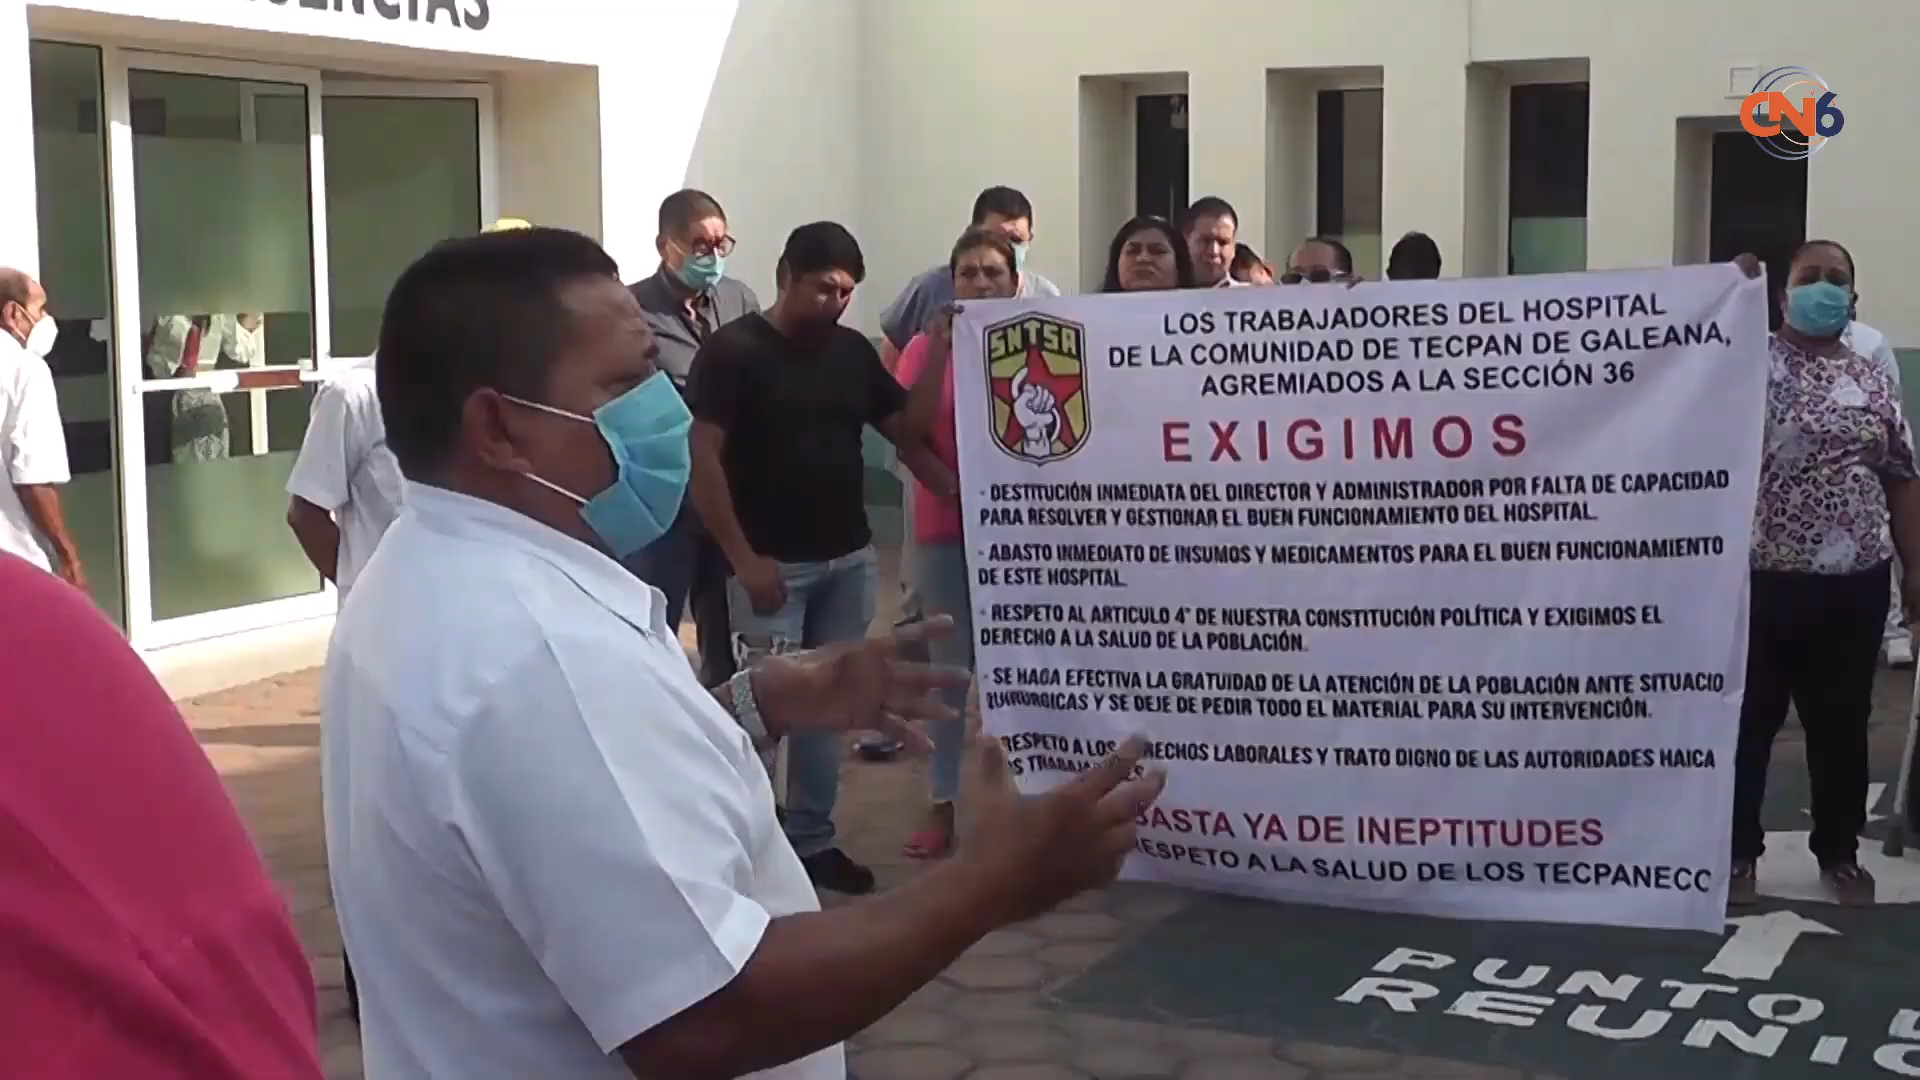 CN6
SNTSA
LOS TRABAJADORES DEL HOSPITAL
DE LA COMUNIDAD DE TECPAN DE GALEANA,
AGREMIADOS A LA SECCIÓN 36
EXIGIMOS
- DESTITUCIÓN INMEDIATA DEL DIRECTOR Y ADMINISTRADOR POR FALTA DE CAPACIDAD
PARA RESOLVER Y GESTIONAR EL BUEN FUNCIONAMIENTO DEL HOSPITAL.
- ABASTO INMEDIATO DE INSUMOS Y MEDICAMENTOS PARA EL BUEN FUNCIONAMIENTO
DE ESTE HOSPITAL.
- RESPETO AL ARTICULO 4° DE NUESTRA CONSTITUCIÓN POLÍTICA Y EXIGIMOS EL
DERECHO A LA SALUD DE LA POBLACIÓN.
- SE HAGA EFECTIVA LA GRATUIDAD DE LA ATENCIÓN DE LA POBLACIÓN ANTE SITUACIO
QUIRURGICAS Y SE DEJE DE PEDIR TODO EL MATERIAL PARA SU INTERVENCIÓN.
RESPETO A LOS RECHOS LABORALES Y TRATO DIGNO DE LAS AUTORIDADES HAICA
BASTA YA DE INEPTITUDES
RESPETO A LA SALUD DE LOS TECPANECO
PUNTO
REUNIO